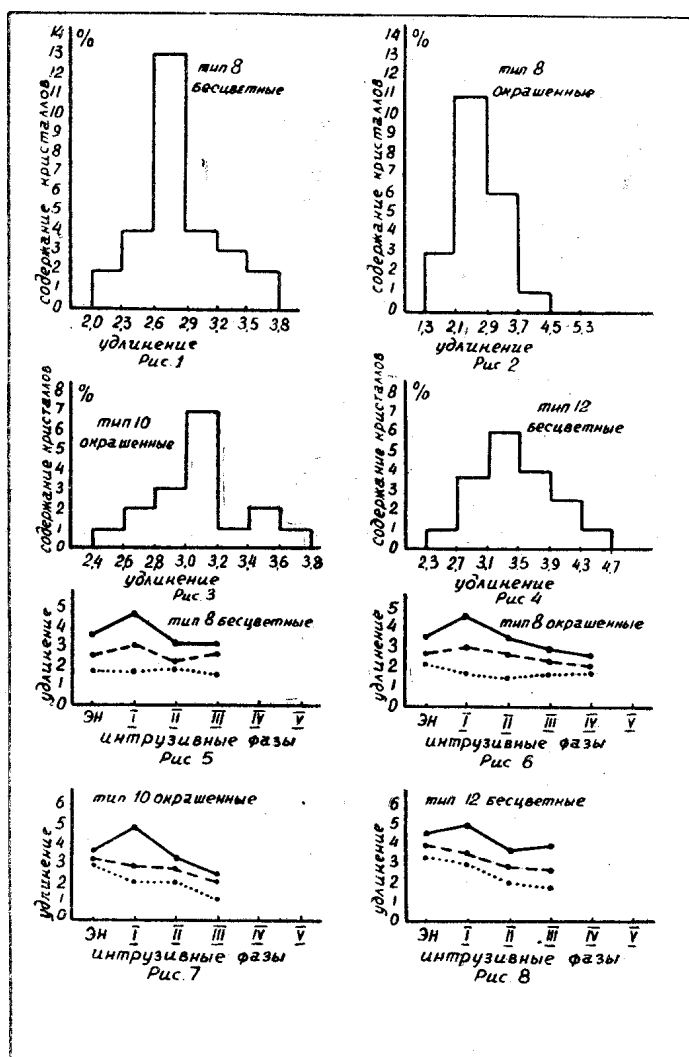 %
14
13
12
11
10
9
8
7
6
5
4
3
2
1
0
содержание кристаллов
тип 8
бесцветные
2,0 2,3 2,6 2,9 3,2 3,5 3,8
удлинение
Рис. 1
%
14
13
12
11
10
9
8
7
6
5
4
3
2
1
0
содержание кристаллов
тип 8
окрашенные
1,3 2,1 2,9 3,7 4,5 5,3
удлинение
Рис 2
%
8
7
6
5
4
3
2
1
0
содержание кристаллов
тип 10
окрашенные
2,4 2,6 2,8 3,0 3,2 3,4 3,6 3,8
удлинение
Рис. 3
%
8
7
6
5
4
3
2
1
0
содержание кристаллов
тип 12
бесцветные
2,3 2,7 3,1 3,5 3,9 4,3 4,7
удлинение
Рис 4
5
4
3
2
1
0
удлинение
тип 8 бесцветные
ЭН I II III IV V
интрузивные фазы
Рис 5
5
4
3
2
1
0
удлинение
тип 8 окрашенные
ЭН I II III IV V
интрузивные фазы
Рис 6
6
5
4
3
2
1
0
удлинение
тип 10 окрашенные
ЭН I II III IV V
интрузивные фазы
Рис. 7
6
5
4
3
2
1
0
удлинение
тип 12 бесцветные
ЭН I II III IV V
интрузивные фазы
Рис. 8